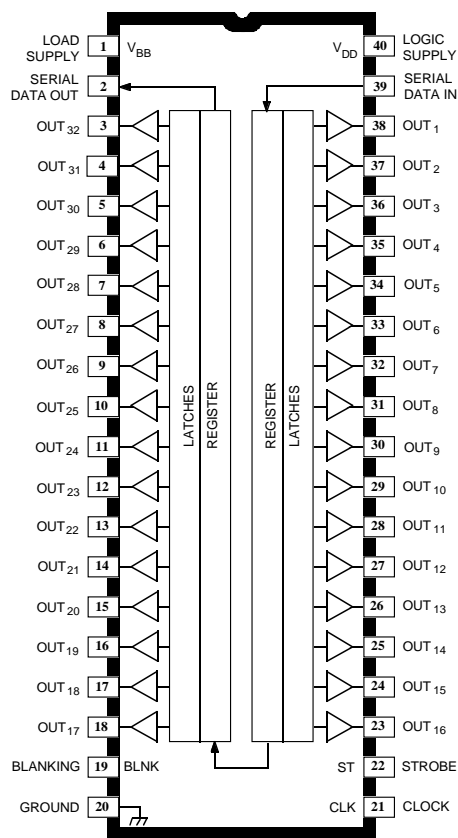 LOAD SUPPLY 1 V_BB V_DD 40 LOGIC SUPPLY
SERIAL DATA OUT 2 39 SERIAL DATA IN
OUT32 3 38 OUT1
OUT31 4 37 OUT2
OUT30 5 36 OUT3
OUT29 6 35 OUT4
OUT28 7 34 OUT5
OUT27 8 33 OUT6
OUT26 9 32 OUT7
OUT25 10 31 OUT8
OUT24 11 30 OUT9
OUT23 12 29 OUT10
OUT22 13 28 OUT11
OUT21 14 27 OUT12
OUT20 15 26 OUT13
OUT19 16 25 OUT14
OUT18 17 24 OUT15
OUT17 18 23 OUT16
LATCHES
REGISTER
REGISTER
LATCHES
BLANKING 19 BLNK ST 22 STROBE
GROUND 20 CLK 21 CLOCK